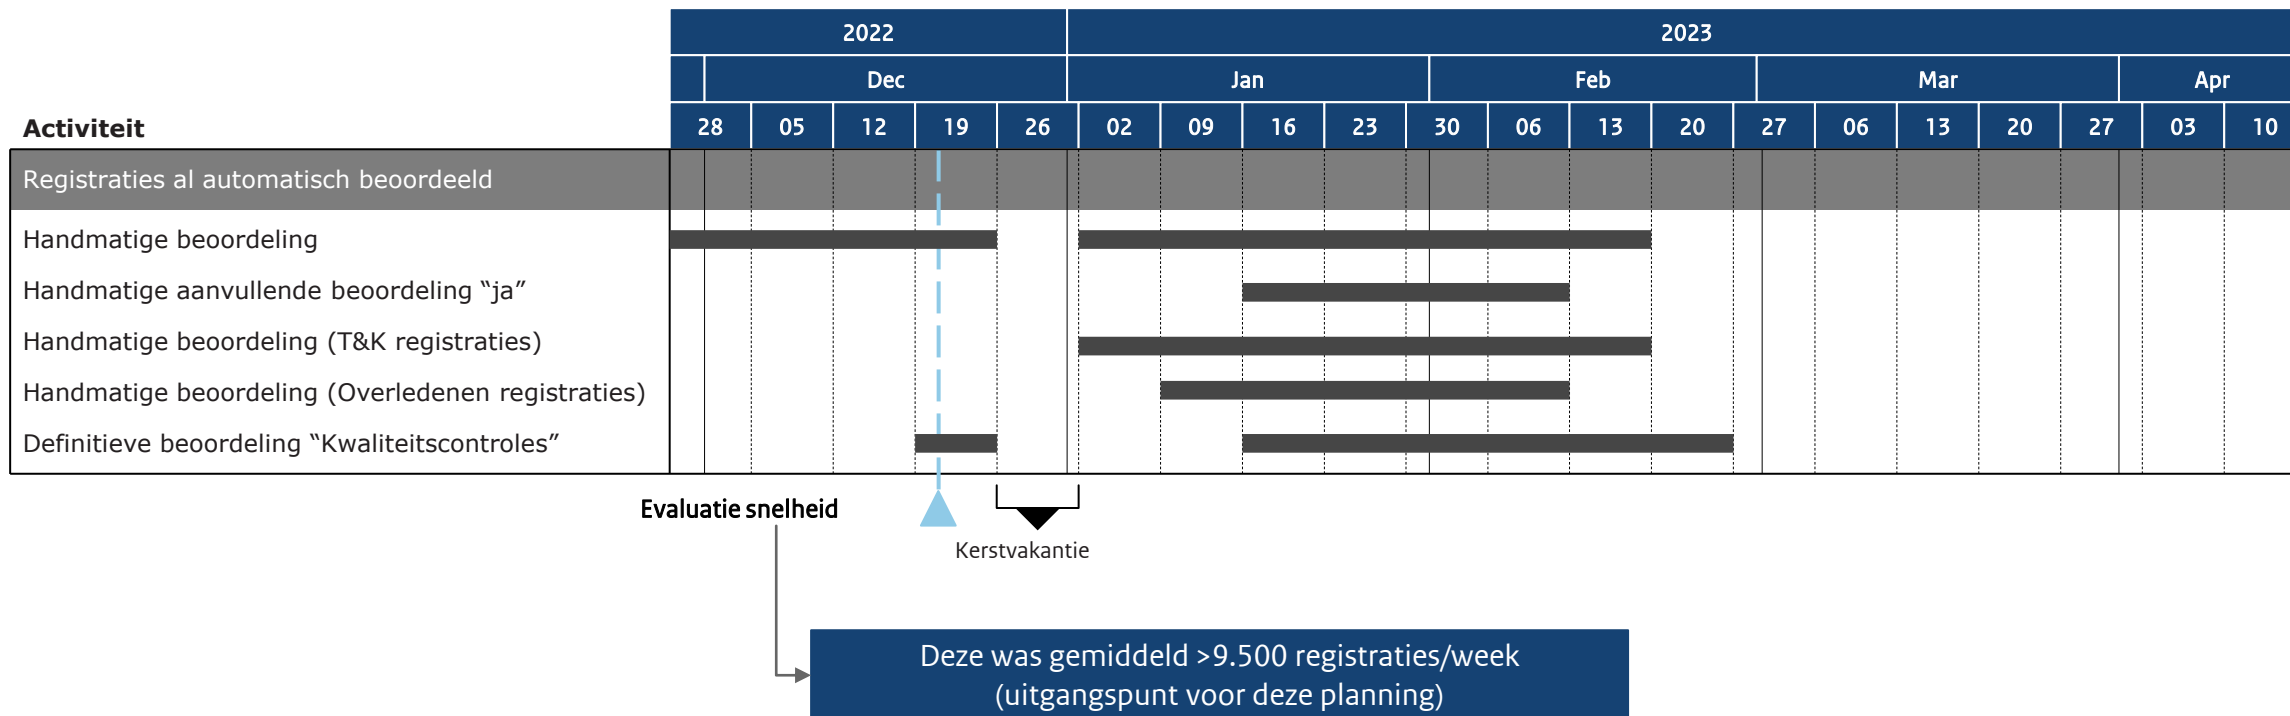 2022 2023
Dec Jan Feb Mar Apr
Activiteit 28 05 12 19 26 02 09 16 23 30 06 13 20 27 06 13 20 27 03 10
Registraties al automatisch beoordeeld
Handmatige beoordeling
Handmatige aanvullende beoordeling “ja”
Handmatige beoordeling (T&K registraties)
Handmatige beoordeling (Overledenen registraties)
Definitieve beoordeling “Kwaliteitscontroles”
Evaluatie snelheid
Kerstvakantie
Deze was gemiddeld >9.500 registraties/week
(uitgangspunt voor deze planning)